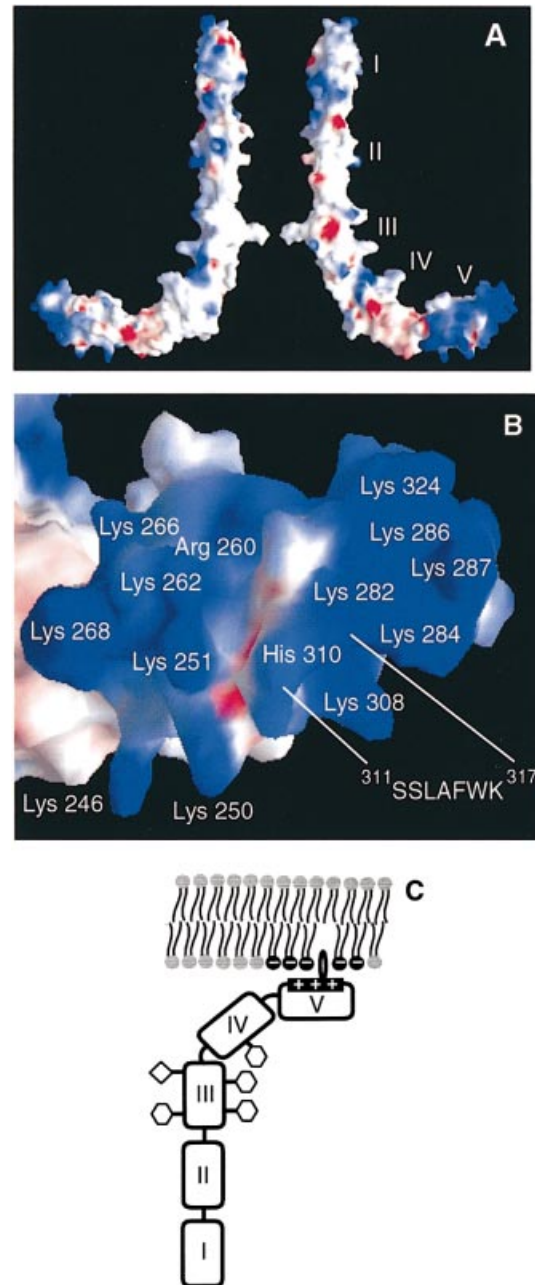 A
I
II
III
IV
V
B
Lys 324
Lys 266
Lys 286
Arg 260
Lys 287
Lys 262
Lys 282
Lys 268
Lys 284
Lys 251
His 310
Lys 308
311SSLAFWK317
Lys 246
Lys 250
C
+ + +
V
IV
III
II
I